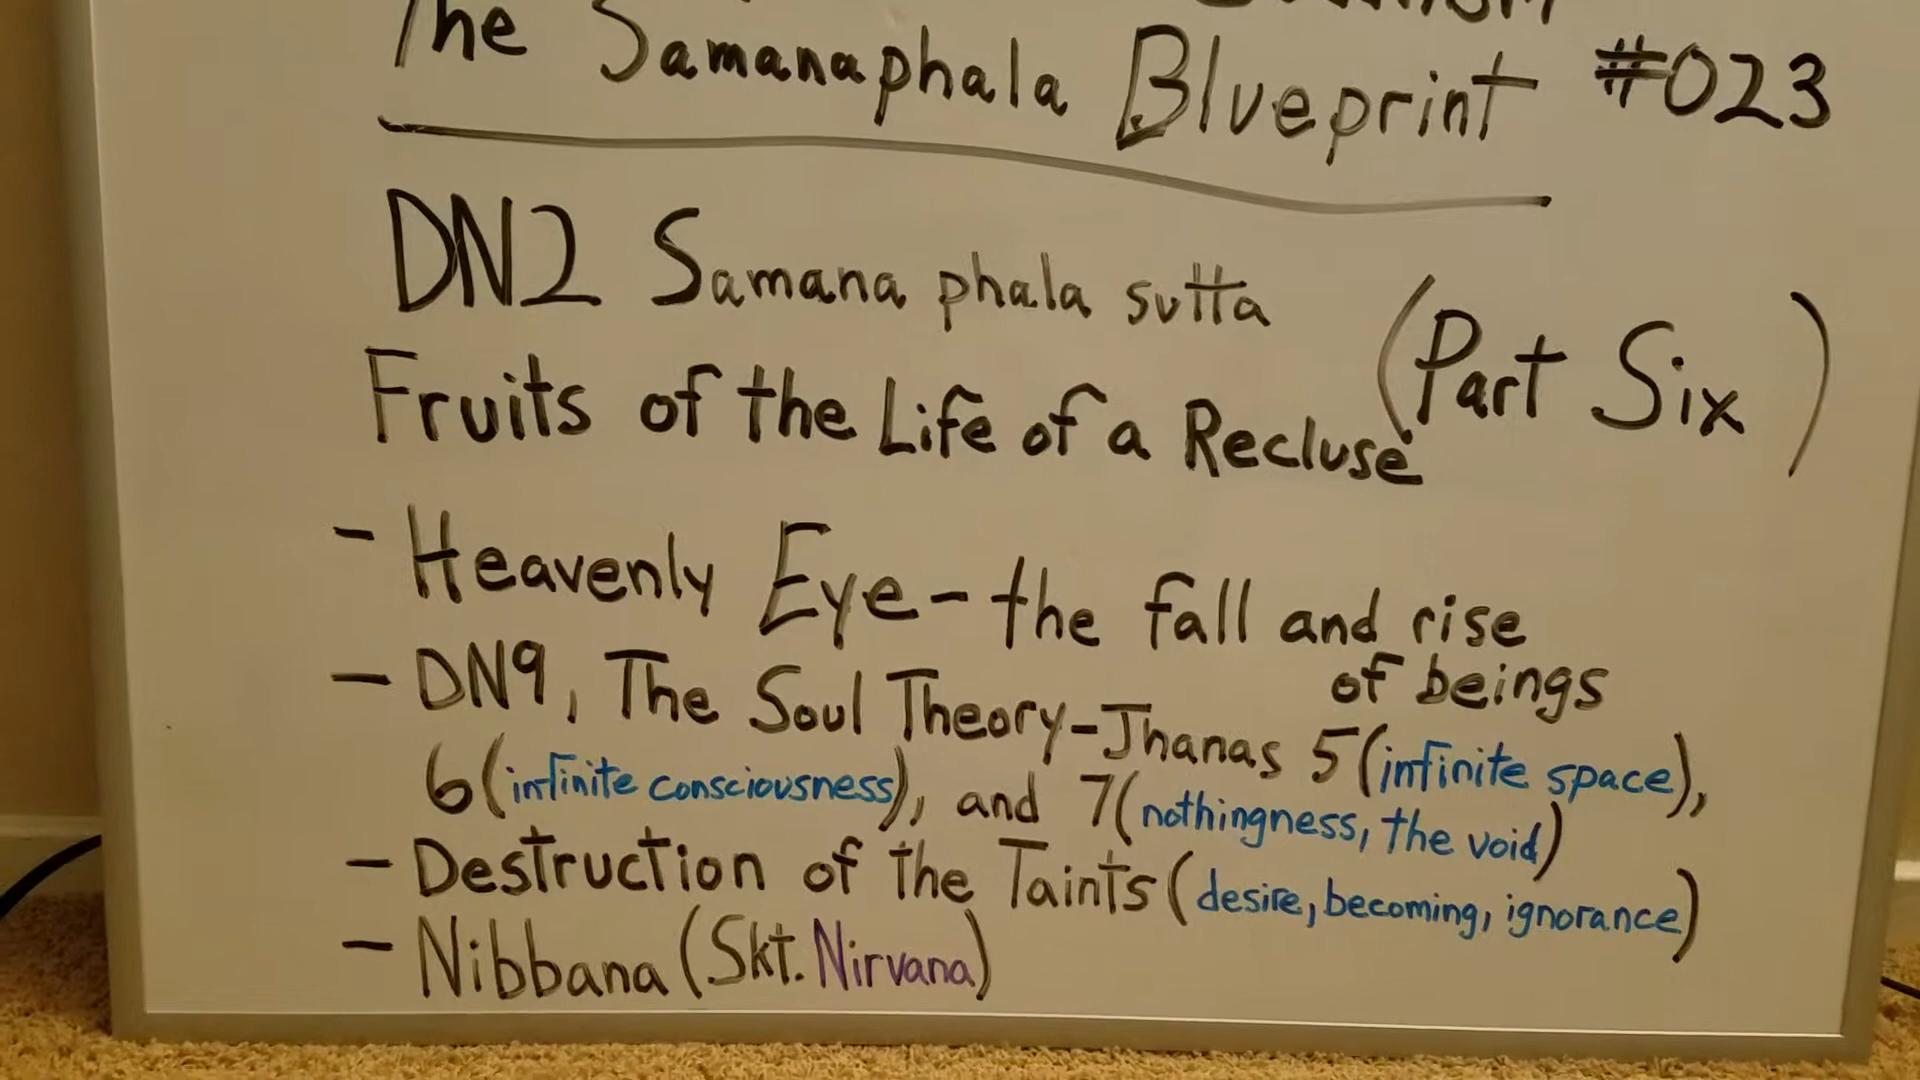 The Samanaphala Blueprint #023
DN2 Samana phala sutta
(Part Six)
Fruits of the Life of a Recluse
- Heavenly Eye - the fall and rise
of beings
- DN9, The Soul Theory - Jhanas 5 (infinite space),
6 (infinite consciousness), and 7 (nothingness, the void)
- Destruction of the Taints (desire, becoming, ignorance)
- Nibbana (Skt. Nirvana)